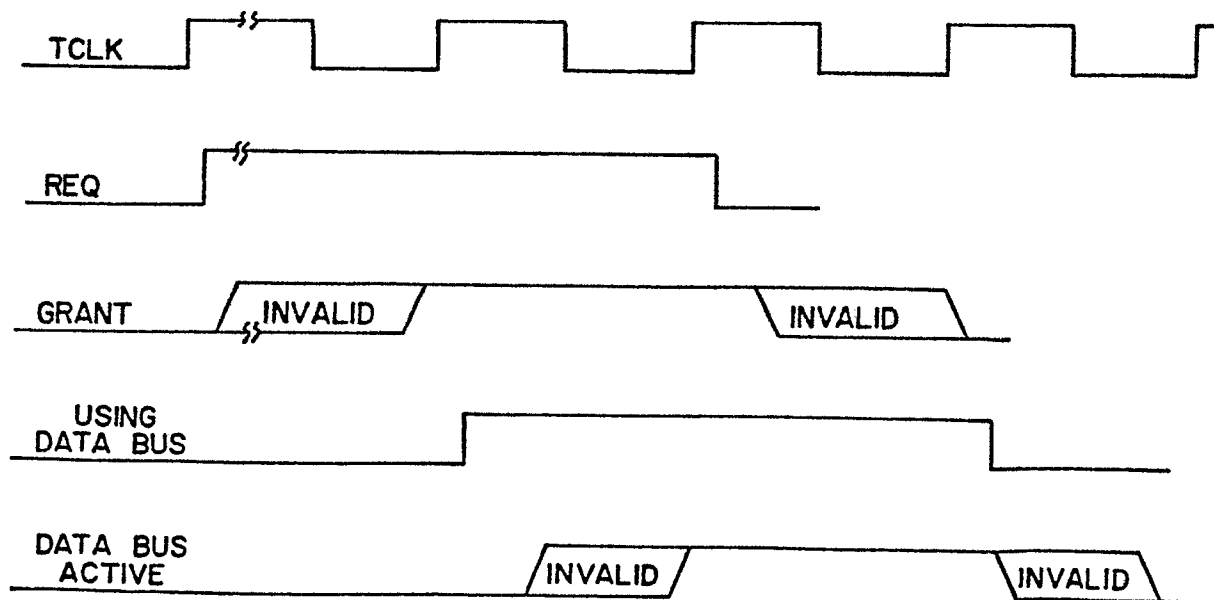 TCLK
REQ
GRANT
INVALID
INVALID
USING
DATA BUS
DATA BUS
ACTIVE
INVALID
INVALID